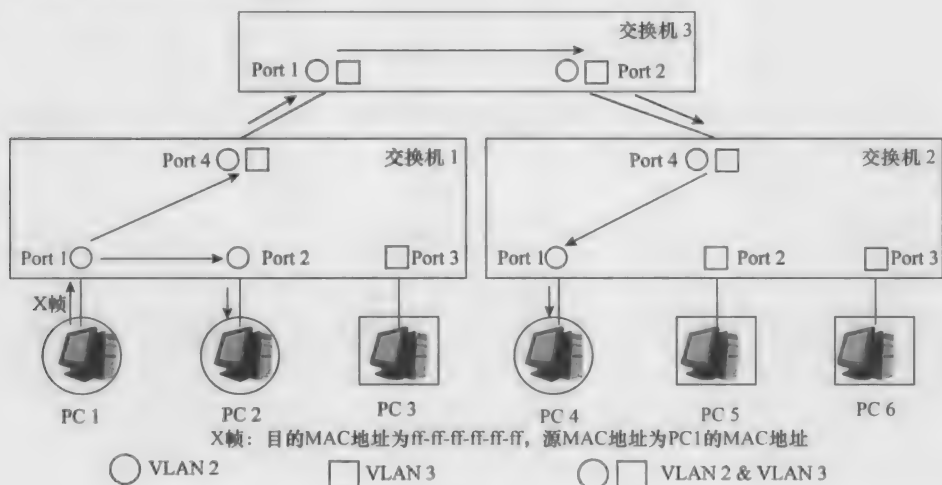 交换机 3
Port 1
Port 2
Port 4
交换机 1
Port 4
交换机 2
Port 1
Port 2
Port 3
Port 1
Port 2
Port 3
X帧
PC 1
PC 2
PC 3
PC 4
PC 5
PC 6
X帧：目的MAC地址为ff-ff-ff-ff-ff-ff，源MAC地址为PC1的MAC地址
VLAN 2
VLAN 3
VLAN 2 & VLAN 3